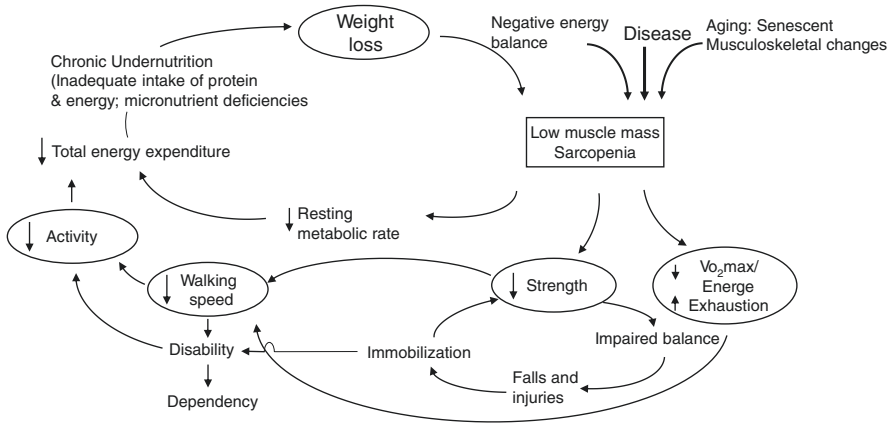 Weight
loss
Negative energy
balance
Disease
Aging: Senescent
Musculoskeletal changes
Chronic Undernutrition
(Inadequate intake of protein
& energy; micronutrient deficiencies
Low muscle mass
Sarcopenia
↓ Total energy expenditure
↓ Resting
metabolic rate
↓ Activity
↓ Walking
speed
↓ Strength
↓ Vo₂max/
Energe
↑ Exhaustion
Impaired balance
Disability
Immobilization
Falls and
injuries
Dependency